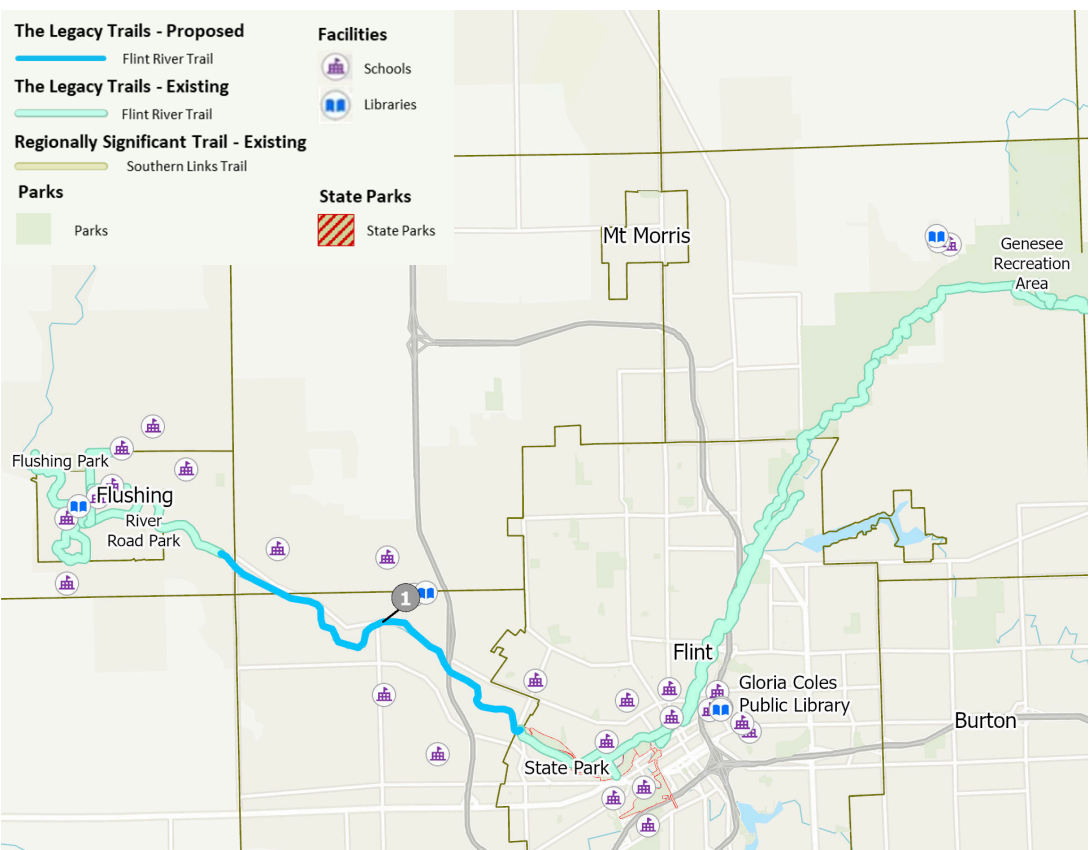 The Legacy Trails - Proposed
Flint River Trail
The Legacy Trails - Existing
Flint River Trail
Regionally Significant Trail - Existing
Southern Links Trail
Parks
Parks
Facilities
Schools
Libraries
State Parks
State Parks
Mt Morris
Genesee
Recreation
Area
Flushing Park
Flushing
River
Road Park
1
Flint
Gloria Coles
Public Library
Burton
State Park